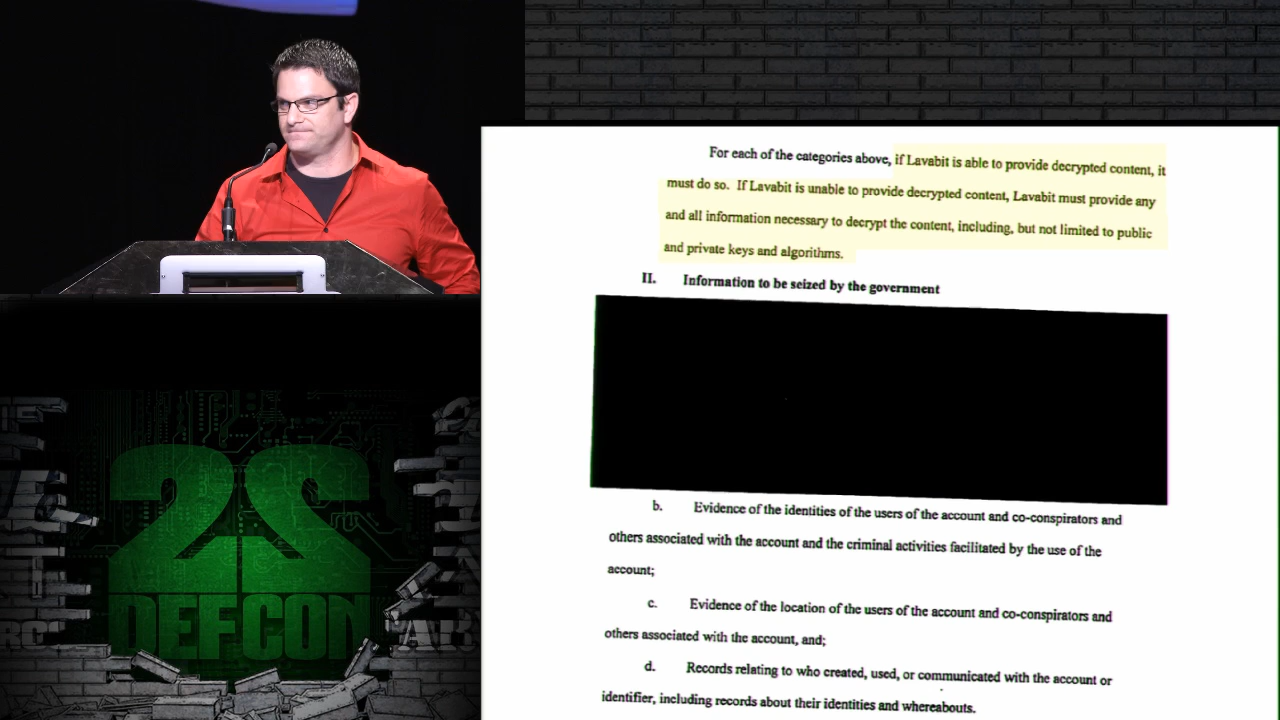 For each of the categories above, if Lavabit is able to provide decrypted content, it
must do so. If Lavabit is unable to provide decrypted content, Lavabit must provide any
and all information necessary to decrypt the content, including, but not limited to public
and private keys and algorithms.
II. Information to be seized by the government
b. Evidence of the identities of the users of the account and co-conspirators and
others associated with the account and the criminal activities facilitated by the use of the
account;
c. Evidence of the location of the users of the account and co-conspirators and
others associated with the account, and;
d. Records relating to who created, used, or communicated with the account or
identifier, including records about their identities and whereabouts.
22
DEFCON